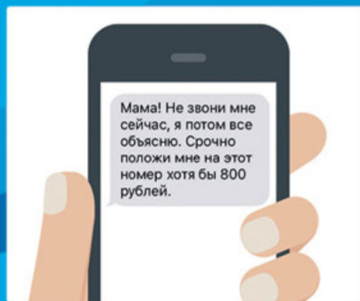 Мама! Не звони мне
сейчас, я потом все
объясню. Срочно
положи мне на этот
номер хотя бы 800
рублей.